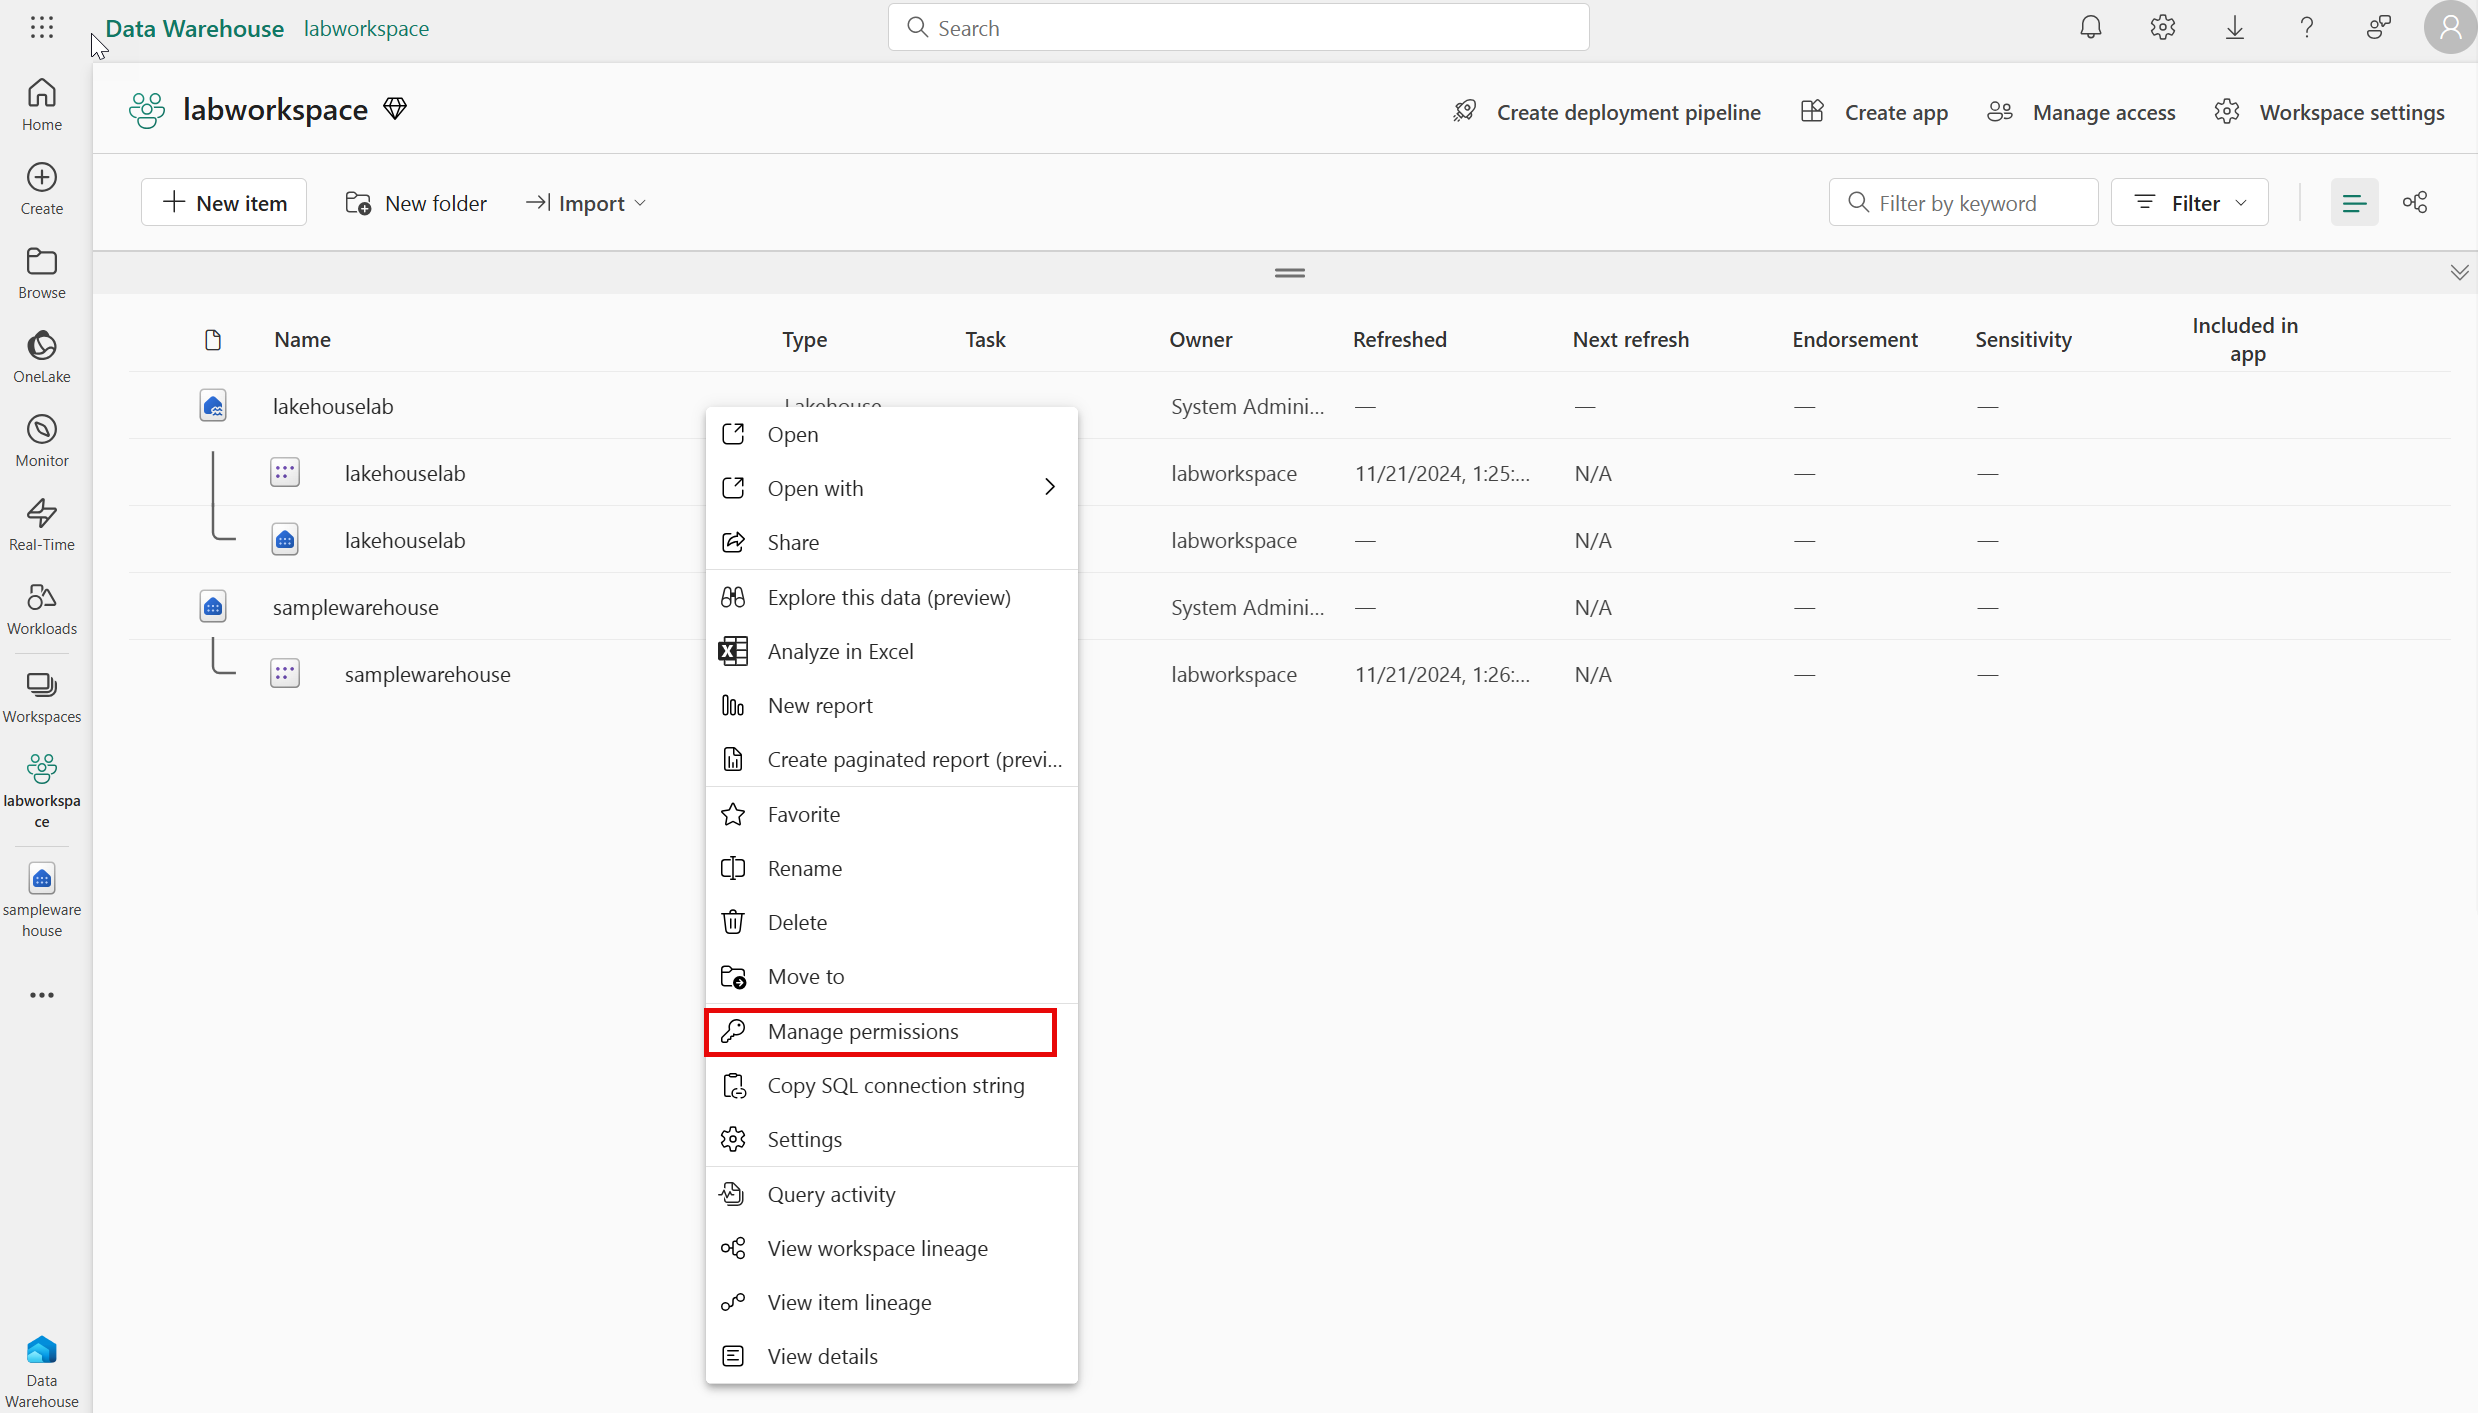 Data Warehouse labworkspace
Search
Home
Create
Browse
OneLake
Monitor
Real-Time
Workloads
Workspaces
labworkspa
ce
sampleware
house
Data
Warehouse
labworkspace
Create deployment pipeline
Create app
Manage access
Workspace settings
New item
New folder
Import
Filter by keyword
Filter
Name Type Task Owner Refreshed Next refresh Endorsement Sensitivity Included in
app
lakehouselab Lakehouse System Admini... — — — —
lakehouselab labworkspace 11/21/2024, 1:25:... N/A — —
lakehouselab labworkspace — N/A — —
samplewarehouse System Admini... — N/A — —
samplewarehouse labworkspace 11/21/2024, 1:26:... N/A — —
Open
Open with
Share
Explore this data (preview)
Analyze in Excel
New report
Create paginated report (previ...
Favorite
Rename
Delete
Move to
Manage permissions
Copy SQL connection string
Settings
Query activity
View workspace lineage
View item lineage
View details